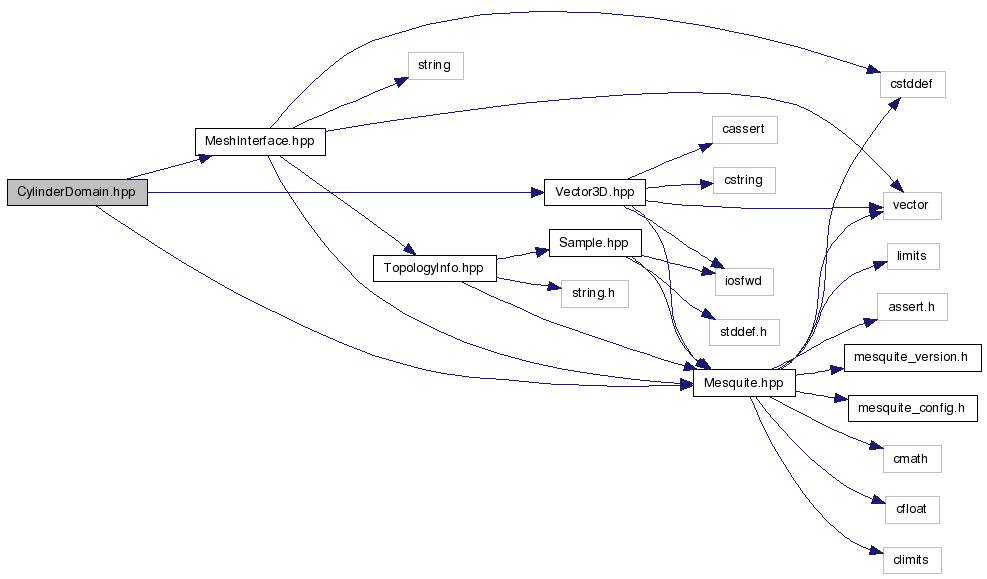 string
cstddef
cassert
MeshInterface.hpp
cstring
CylinderDomain.hpp
Vector3D.hpp
vector
Sample.hpp
limits
TopologyInfo.hpp
iosfwd
string.h
assert.h
stddef.h
mesquite_version.h
Mesquite.hpp
mesquite_config.h
cmath
cfloat
climits